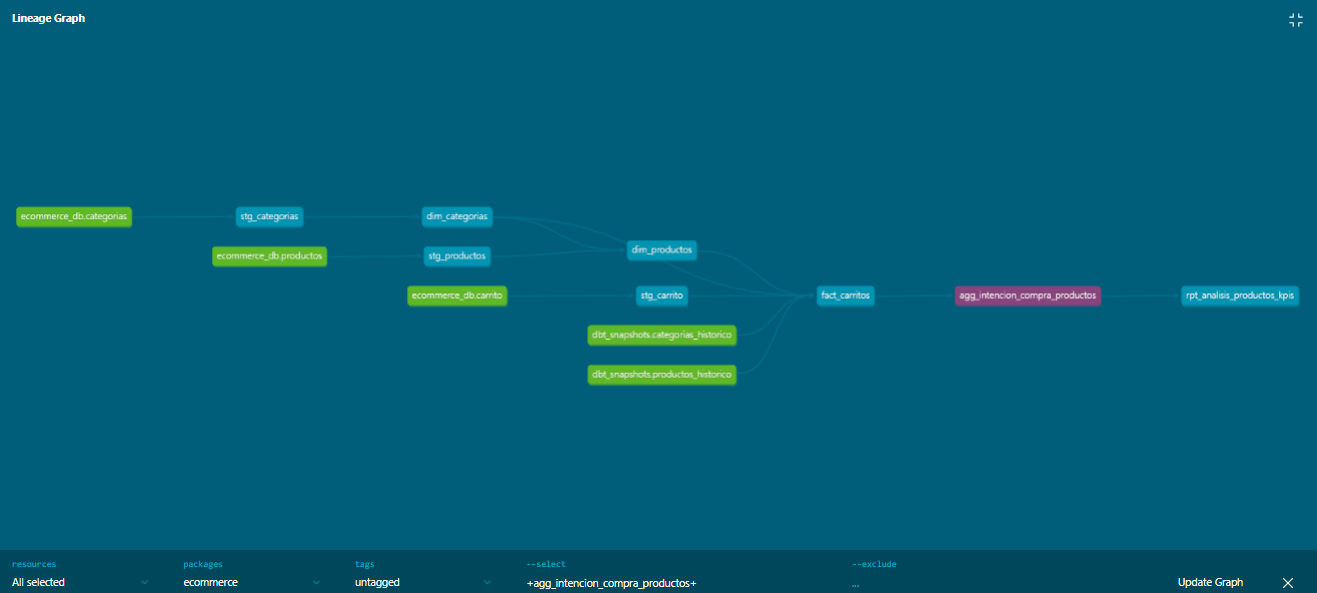 Lineage Graph
ecommerce_db.categorias
stg_categorias
dim_categorias
dim_productos
ecommerce_db.productos
stg_productos
ecommerce_db.carrito
stg_carrito
fact_carritos
agg_intencion_compra_productos
rpt_analisis_productos_kpis
dbt_snapshots.categorias_historico
dbt_snapshots.productos_historico
resources
packages
tags
--select
--exclude
All selected
ecommerce
untagged
+agg_intencion_compra_productos+
...
Update Graph